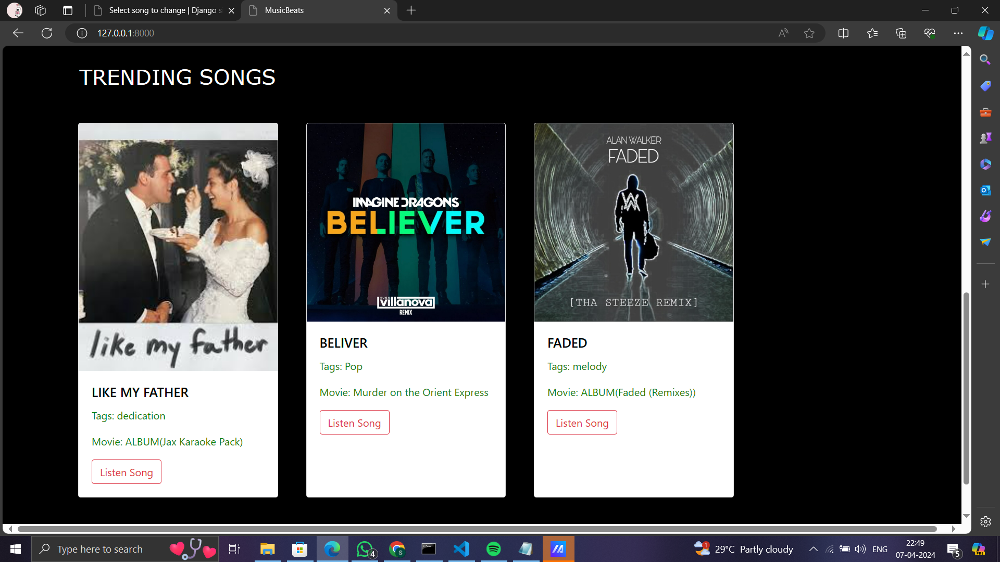 Select song to change | Django s
MusicBeats
127.0.0.1:8000
TRENDING SONGS
like my father
LIKE MY FATHER
Tags: dedication
Movie: ALBUM(Jax Karaoke Pack)
Listen Song
IMAGINE DRAGONS
BELIEVER
HUGO
villanova
REMIX
BELIVER
Tags: Pop
Movie: Murder on the Orient Express
Listen Song
ALAN WALKER
FADED
[THA STEEZE REMIX]
FADED
Tags: melody
Movie: ALBUM(Faded (Remixes))
Listen Song
Type here to search
4
S
1
29°C Partly cloudy
ENG
22:49
07-04-2024
5
PRE